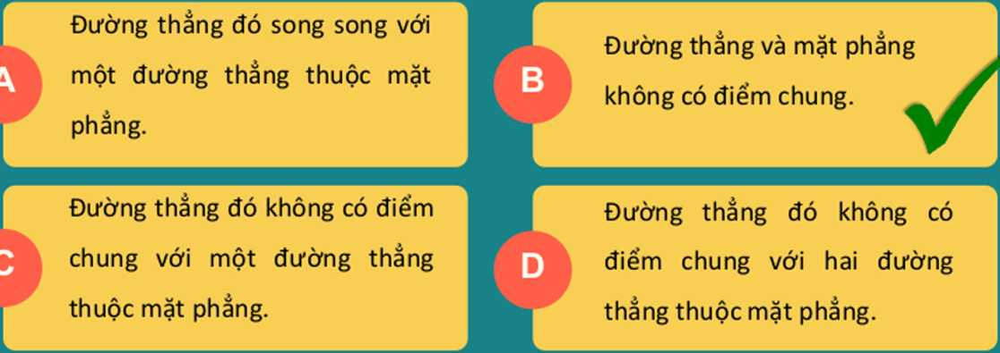 A
Đường thẳng đó song song với
một đường thẳng thuộc mặt
phẳng.
B
Đường thẳng và mặt phẳng
không có điểm chung.
C
Đường thẳng đó không có điểm
chung với một đường thẳng
thuộc mặt phẳng.
D
Đường thẳng đó không có
điểm chung với hai đường
thẳng thuộc mặt phẳng.